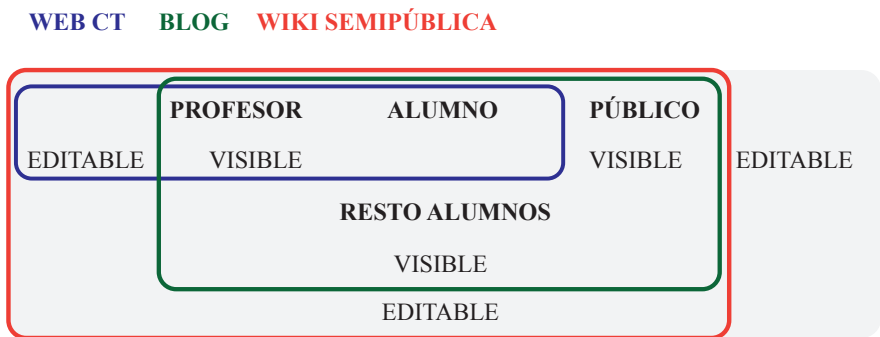 WEB CT BLOG WIKI SEMIPÚBLICA
PROFESOR ALUMNO PÚBLICO
EDITABLE VISIBLE VISIBLE EDITABLE
RESTO ALUMNOS
VISIBLE
EDITABLE